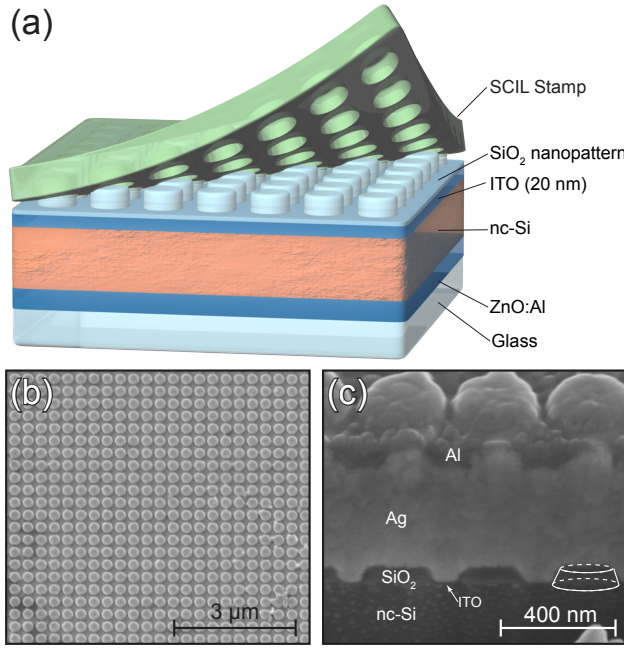 (a)
SCIL Stamp
SiO₂ nanopattern
ITO (20 nm)
nc-Si
ZnO:Al
Glass
(b)
3 μm
(c)
Al
Ag
SiO₂
ITO
nc-Si
400 nm